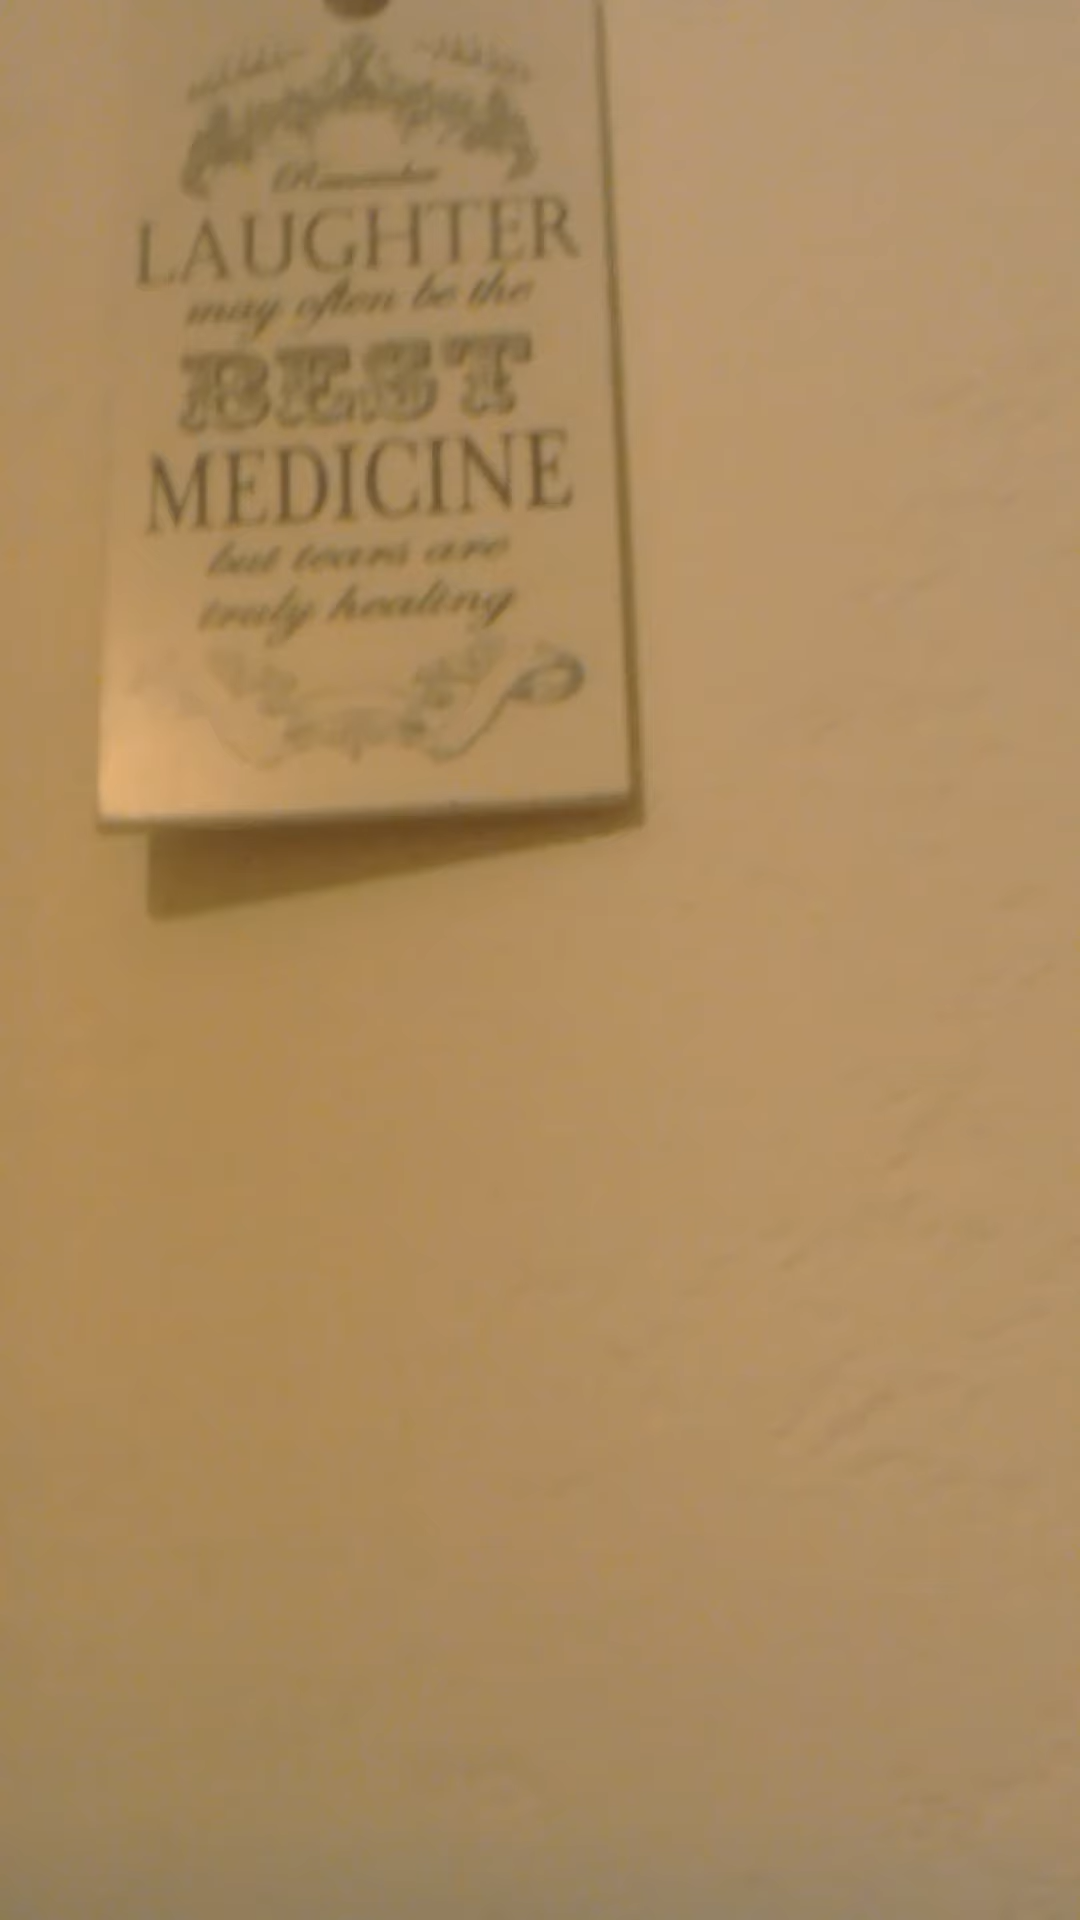 Remember
LAUGHTER
may often be the
BEST
MEDICINE
but tears are
truly healing